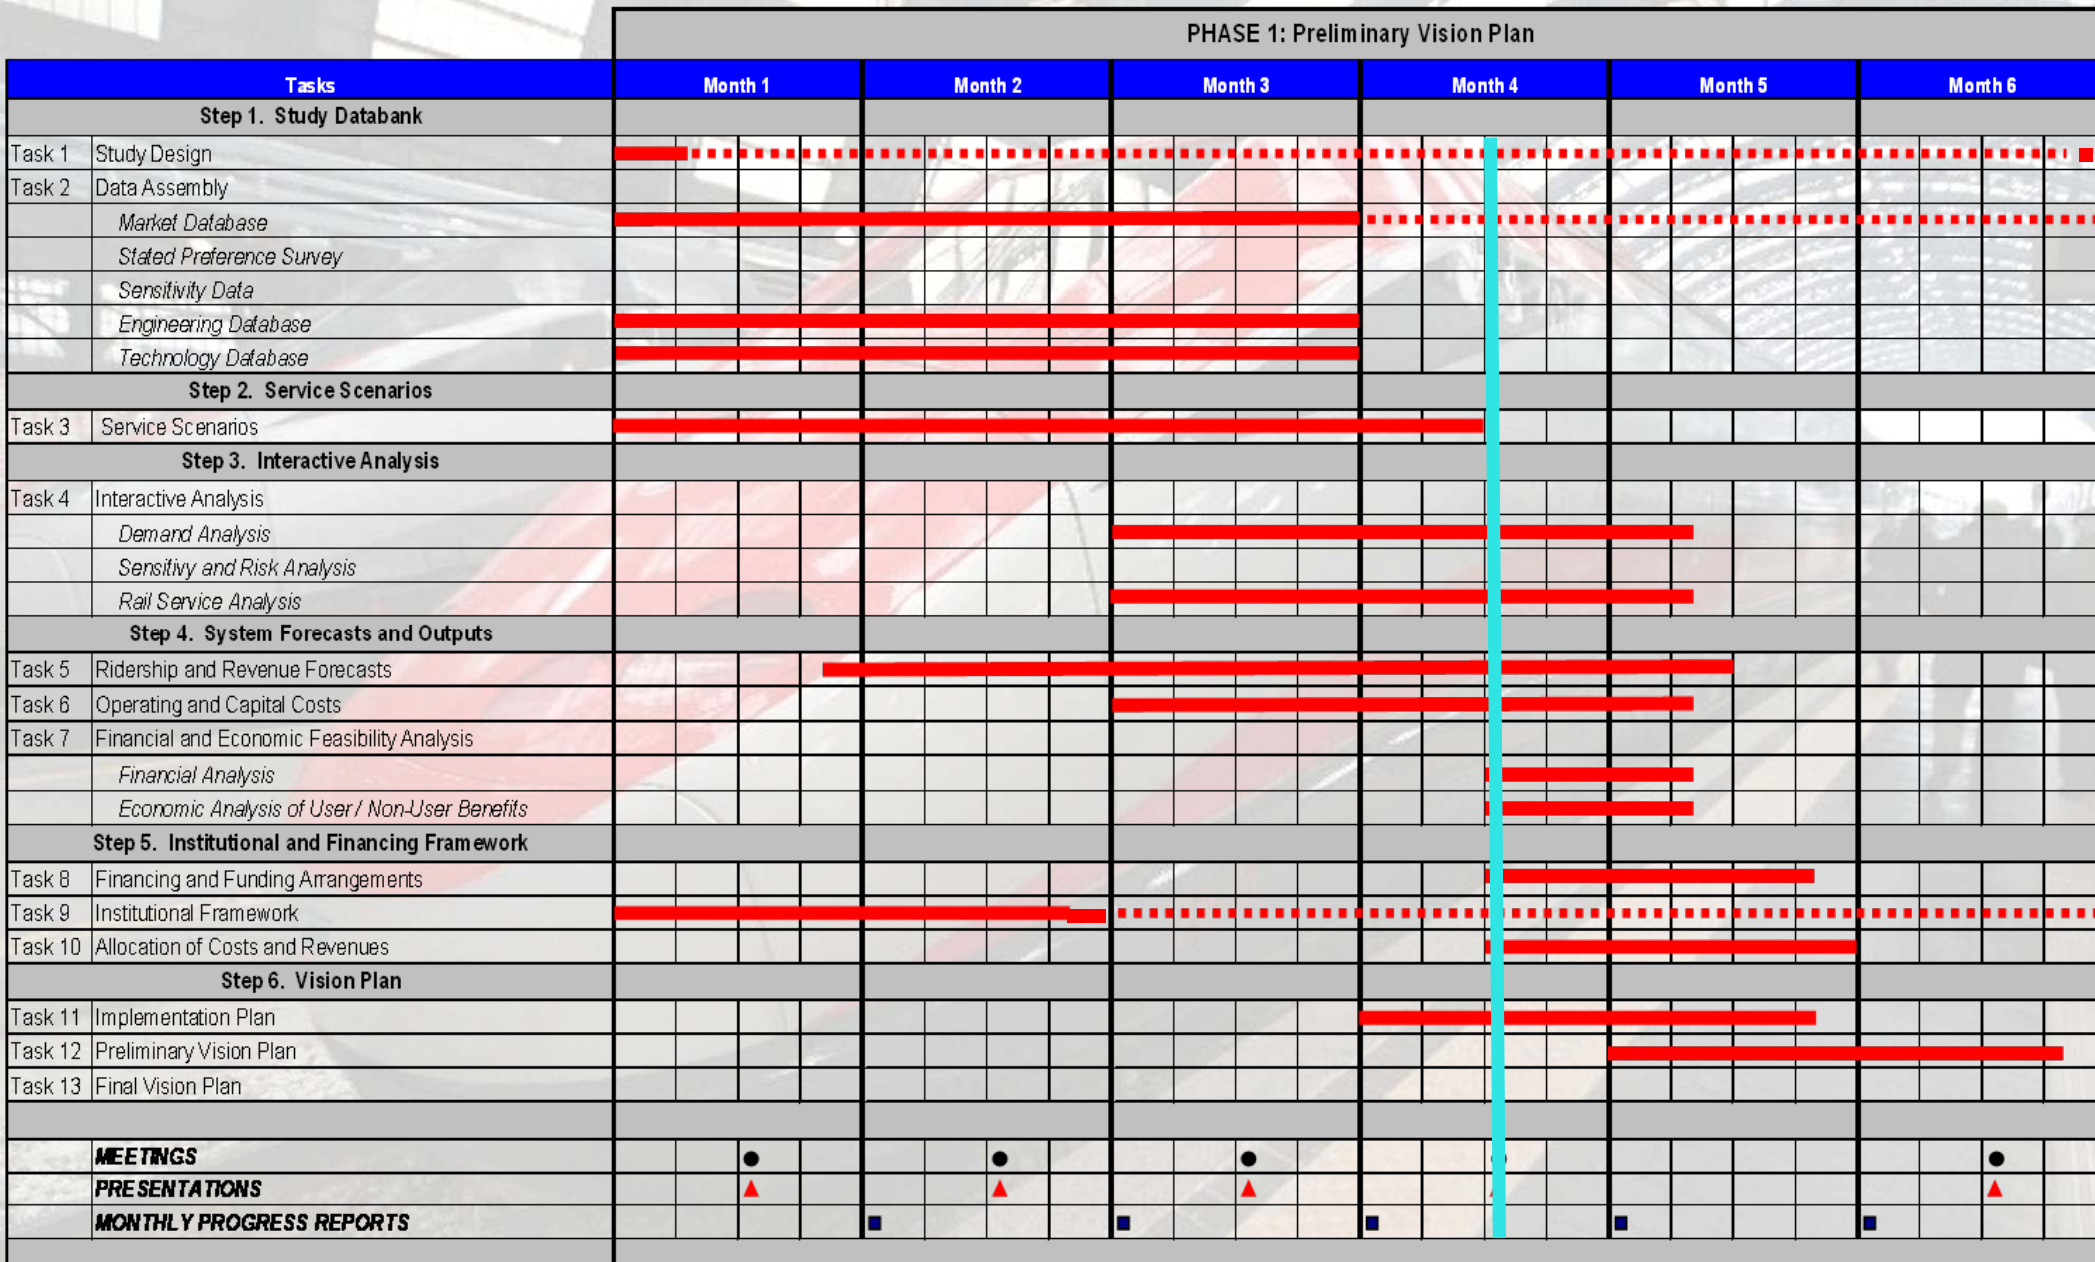 PHASE 1: Preliminary Vision Plan
Tasks Month 1 Month 2 Month 3 Month 4 Month 5 Month 6
Step 1. Study Databank
Task 1 Study Design
Task 2 Data Assembly
Market Database
Stated Preference Survey
Sensitivity Data
Engineering Database
Technology Database
Step 2. Service Scenarios
Task 3 Service Scenarios
Step 3. Interactive Analysis
Task 4 Interactive Analysis
Demand Analysis
Sensitivy and Risk Analysis
Rail Service Analysis
Step 4. System Forecasts and Outputs
Task 5 Ridership and Revenue Forecasts
Task 6 Operating and Capital Costs
Task 7 Financial and Economic Feasibility Analysis
Financial Analysis
Economic Analysis of User / Non-User Benefits
Step 5. Institutional and Financing Framework
Task 8 Financing and Funding Arrangements
Task 9 Institutional Framework
Task 10 Allocation of Costs and Revenues
Step 6. Vision Plan
Task 11 Implementation Plan
Task 12 Preliminary Vision Plan
Task 13 Final Vision Plan
MEETINGS
PRESENTATIONS
MONTHLY PROGRESS REPORTS